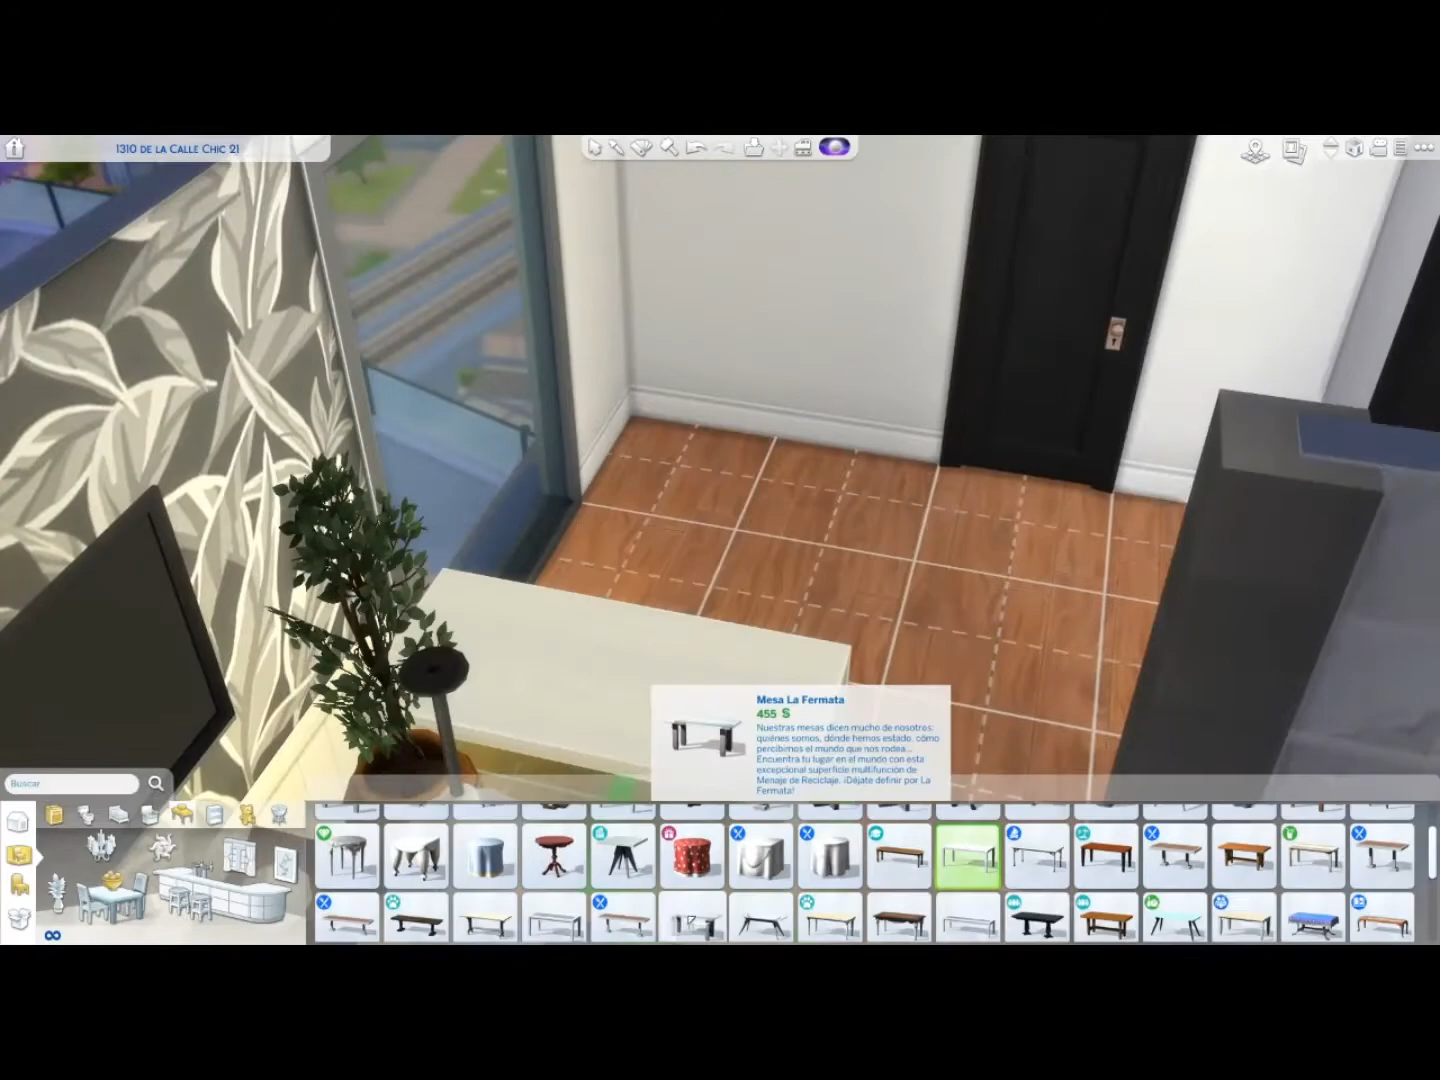 1310 DE LA CALLE CHIC 21
Mesa La Fermata
455 $
Nuestras mesas dicen mucho de nosotros:
quiénes somos, dónde hemos estado, cómo
percibimos el mundo que nos rodea...
Encuentra tu lugar en el mundo con esta
excepcional superficie multifunción de
Menaje de Reciclaje. ¡Déjate definir por La
Fermata!
Buscar